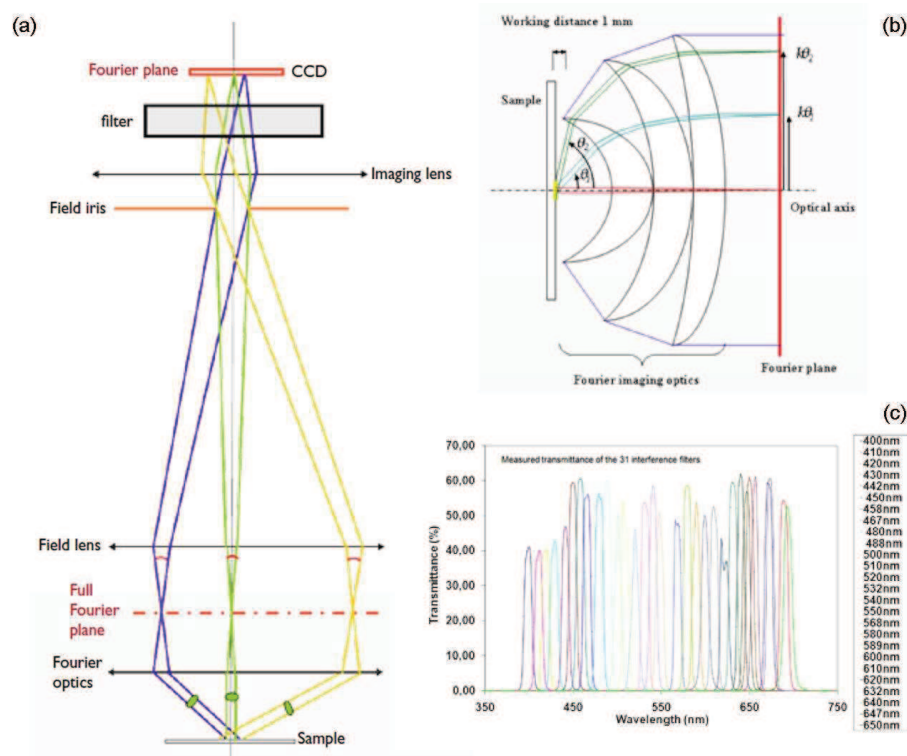 (a)
Fourier plane
CCD
filter
Imaging lens
Field iris
Field lens
Full
Fourier
plane
Fourier
optics
Sample
(b)
Working distance 1 mm
Sample
θ₂
θ₁
kθ₂
kθ₁
Optical axis
Fourier imaging optics
Fourier plane
(c)
Measured transmittance of the 31 interference filters
Transmittance (%)
70,00
60,00
50,00
40,00
30,00
20,00
10,00
0,00
350
450
550
650
750
Wavelength (nm)
-400nm
410nm
420nm
-430nm
-442nm
-450nm
-458nm
-467nm
-480nm
-488nm
-500nm
-510nm
-520nm
-532nm
-540nm
-550nm
-568nm
-580nm
-589nm
-600nm
-610nm
-620nm
-632nm
-640nm
-647nm
-650nm